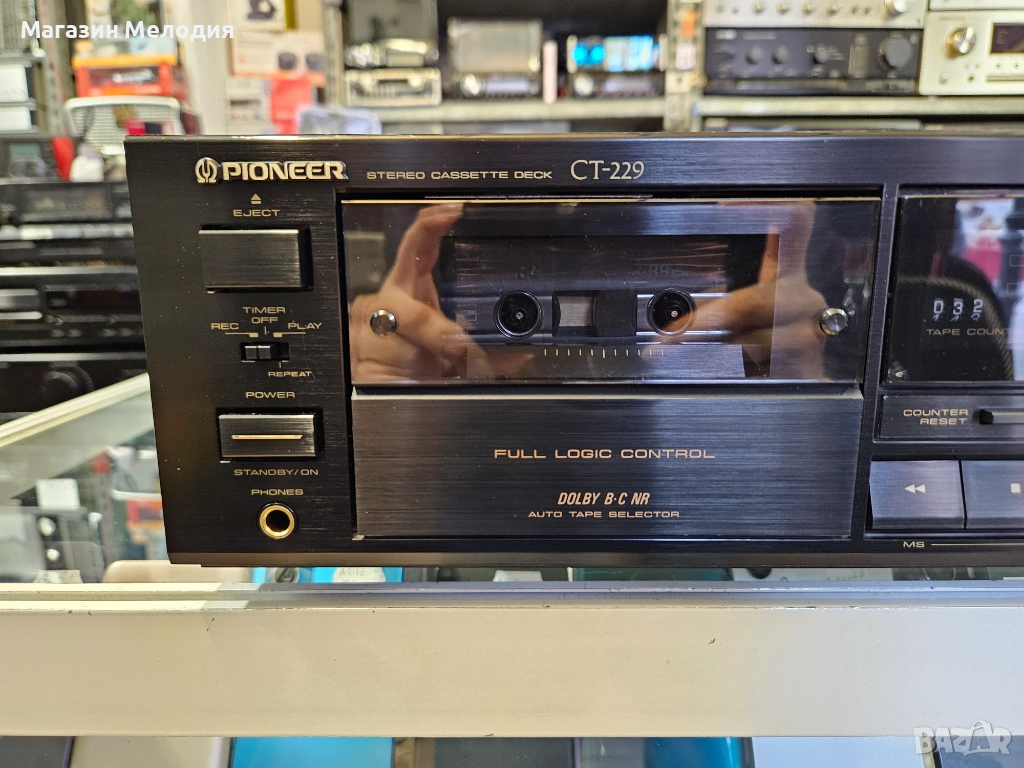 Магазин Мелодия
PIONEER STEREO CASSETTE DECK CT-229
EJECT
TIMER
OFF
REC PLAY
REPEAT
POWER
STANDBY/ON
PHONES
FULL LOGIC CONTROL
DOLBY B·C NR
AUTO TAPE SELECTOR
032
TAPE COUNT
COUNTER
RESET
MS
BAZAR